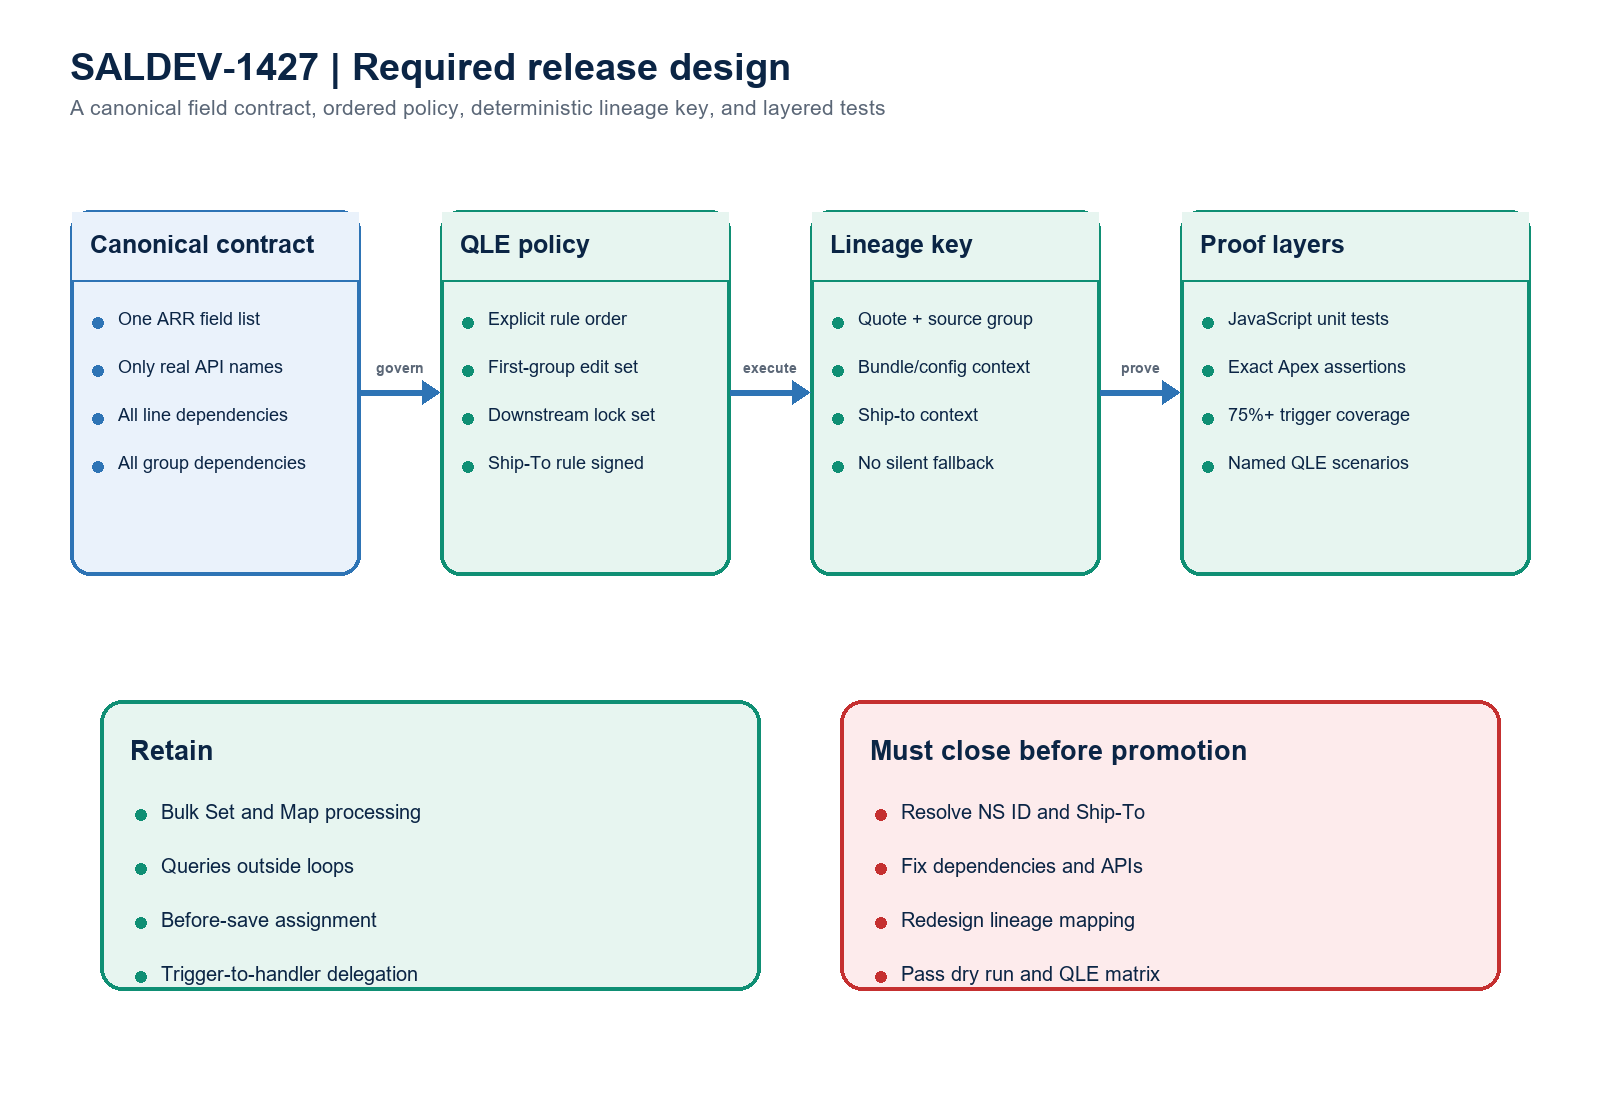 SALDEV-1427 | Required release design
A canonical field contract, ordered policy, deterministic lineage key, and layered tests
Canonical contract
One ARR field list
Only real API names
All line dependencies
All group dependencies
govern
QLE policy
Explicit rule order
First-group edit set
Downstream lock set
Ship-To rule signed
execute
Lineage key
Quote + source group
Bundle/config context
Ship-to context
No silent fallback
prove
Proof layers
JavaScript unit tests
Exact Apex assertions
75%+ trigger coverage
Named QLE scenarios
Retain
Bulk Set and Map processing
Queries outside loops
Before-save assignment
Trigger-to-handler delegation
Must close before promotion
Resolve NS ID and Ship-To
Fix dependencies and APIs
Redesign lineage mapping
Pass dry run and QLE matrix